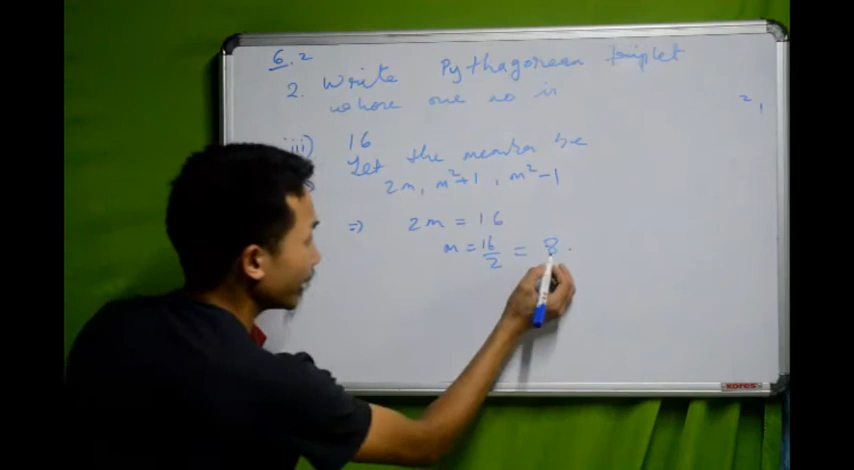 6.2
2. Write Pythagorean triplet
whose one no is
iii) 16
Let the member be
2m, m²+1, m²-1
=> 2m = 16
m = 16/2 = 8.
2,
kores